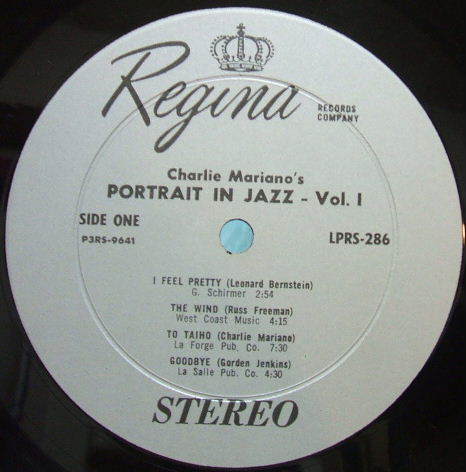 Regina
RECORDS
COMPANY
Charlie Mariano's
PORTRAIT IN JAZZ - Vol. I
SIDE ONE
P3RS-9641
LPRS-286
I FEEL PRETTY (Leonard Bernstein)
G. Schirmer 2:54
THE WIND (Russ Freeman)
West Coast Music 4:15
TO TAIHO (Charlie Mariano)
La Forge Pub. Co. 7:30
GOODBYE (Gorden Jenkins)
La Salle Pub. Co. 4:30
STEREO